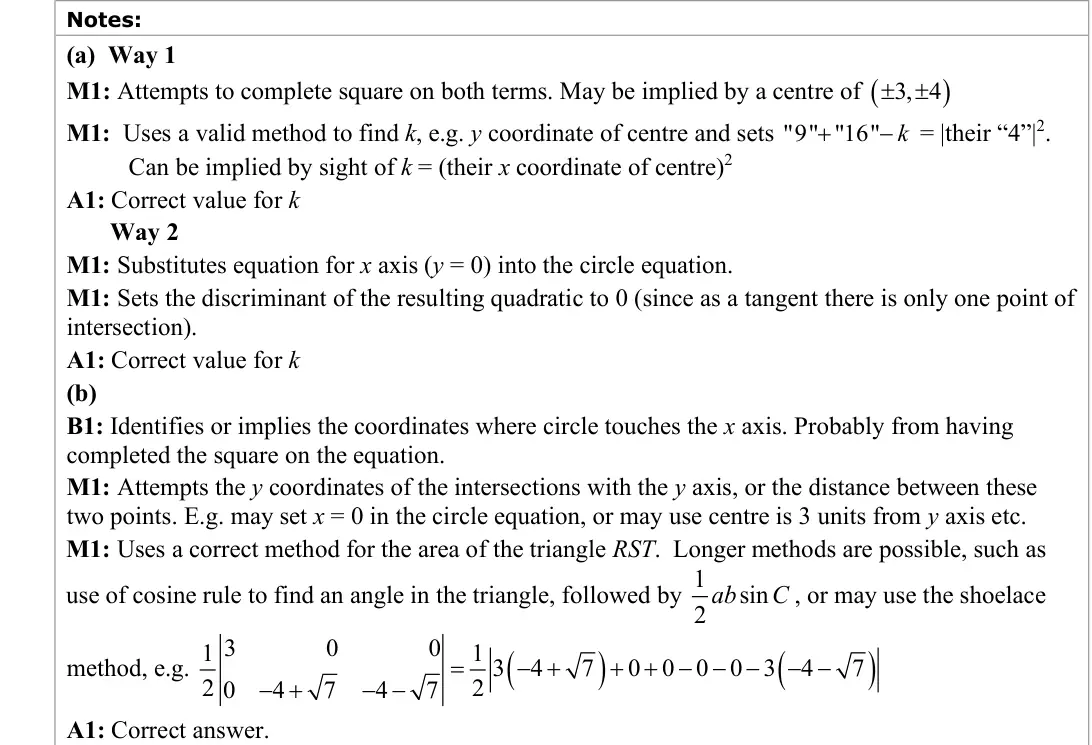 Notes:
(a) Way 1
M1: Attempts to complete square on both terms. May be implied by a centre of (±3,±4)
M1: Uses a valid method to find k, e.g. y coordinate of centre and sets "9"+"16"− k = |their “4”|².
Can be implied by sight of k = (their x coordinate of centre)²
A1: Correct value for k
Way 2
M1: Substitutes equation for x axis (y = 0) into the circle equation.
M1: Sets the discriminant of the resulting quadratic to 0 (since as a tangent there is only one point of
intersection).
A1: Correct value for k
(b)
B1: Identifies or implies the coordinates where circle touches the x axis. Probably from having
completed the square on the equation.
M1: Attempts the y coordinates of the intersections with the y axis, or the distance between these
two points. E.g. may set x = 0 in the circle equation, or may use centre is 3 units from y axis etc.
M1: Uses a correct method for the area of the triangle RST. Longer methods are possible, such as
use of cosine rule to find an angle in the triangle, followed by 1/2 ab sin C , or may use the shoelace
method, e.g. 1/2 |3 0 0; 0 −4+√7 −4−√7| = 1/2 |3(−4+√7)+0+0−0−0−3(−4−√7)|
A1: Correct answer.